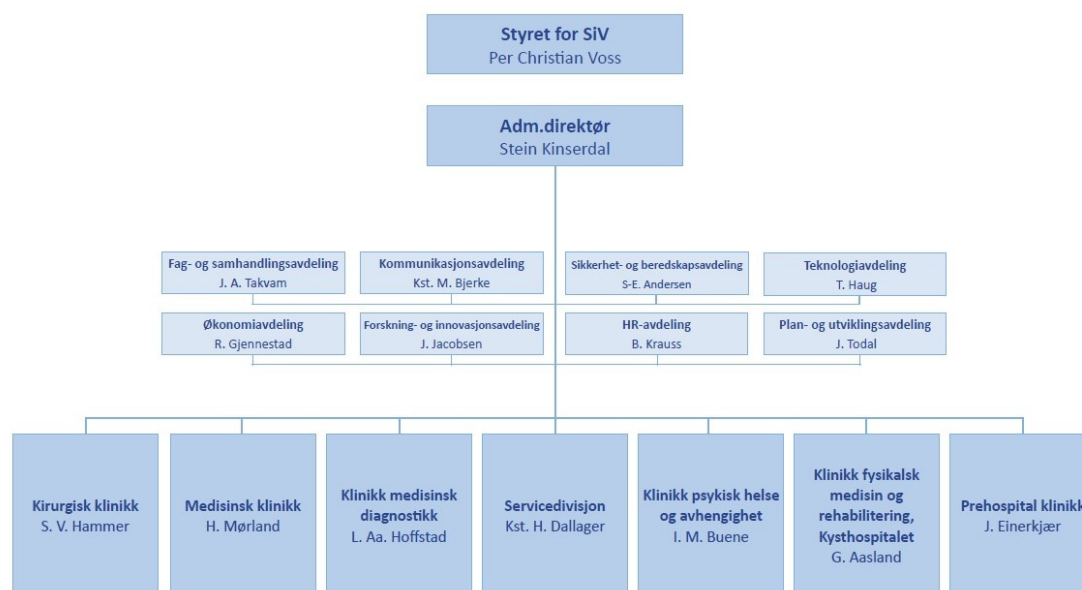 Styret for SiV
Per Christian Voss
Adm.direktør
Stein Kinserdal
Fag- og samhandlingsavdeling
J. A. Takvam
Kommunikasjonsavdeling
Kst. M. Bjerke
Sikkerhet- og beredskapsavdeling
S-E. Andersen
Teknologiavdeling
T. Haug
Økonomiavdeling
R. Gjennestad
Forskning- og innovasjonsavdeling
J. Jacobsen
HR-avdeling
B. Krauss
Plan- og utviklingsavdeling
J. Todal
Kirurgisk klinikk
S. V. Hammer
Medisinsk klinikk
H. Mørland
Klinikk medisinsk
diagnostikk
L. Aa. Hoffstad
Servicedivisjon
Kst. H. Dallager
Klinikk psykisk helse
og avhengighet
I. M. Buene
Klinikk fysikalsk
medisin og
rehabilitering,
Kysthospitalet
G. Aasland
Prehospital klinikk
J. Einerkjær